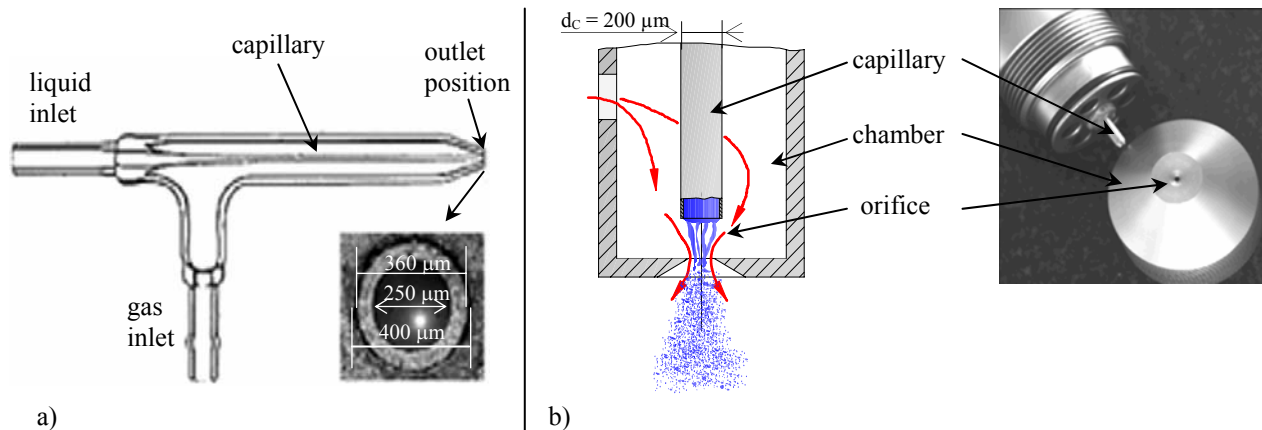 capillary
outlet
position
liquid
inlet
gas
inlet
360 µm
250 µm
400 µm
a)
d_C = 200 µm
capillary
chamber
orifice
b)